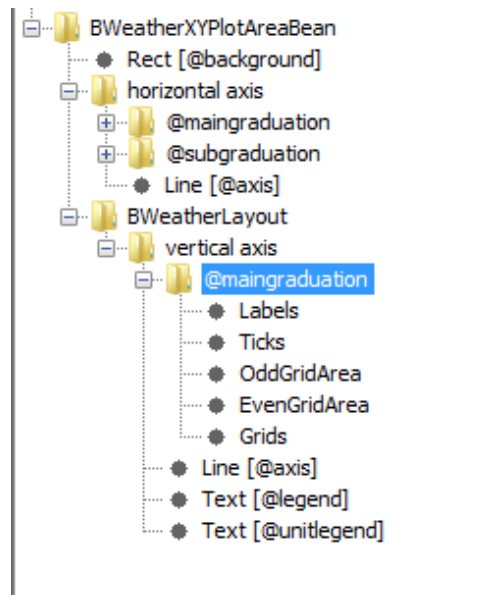 BWeatherXYPlotAreaBean
Rect [@background]
horizontal axis
@maingraduation
@subgraduation
Line [@axis]
BWeatherLayout
vertical axis
@maingraduation
Labels
Ticks
OddGridArea
EvenGridArea
Grids
Line [@axis]
Text [@legend]
Text [@unitlegend]